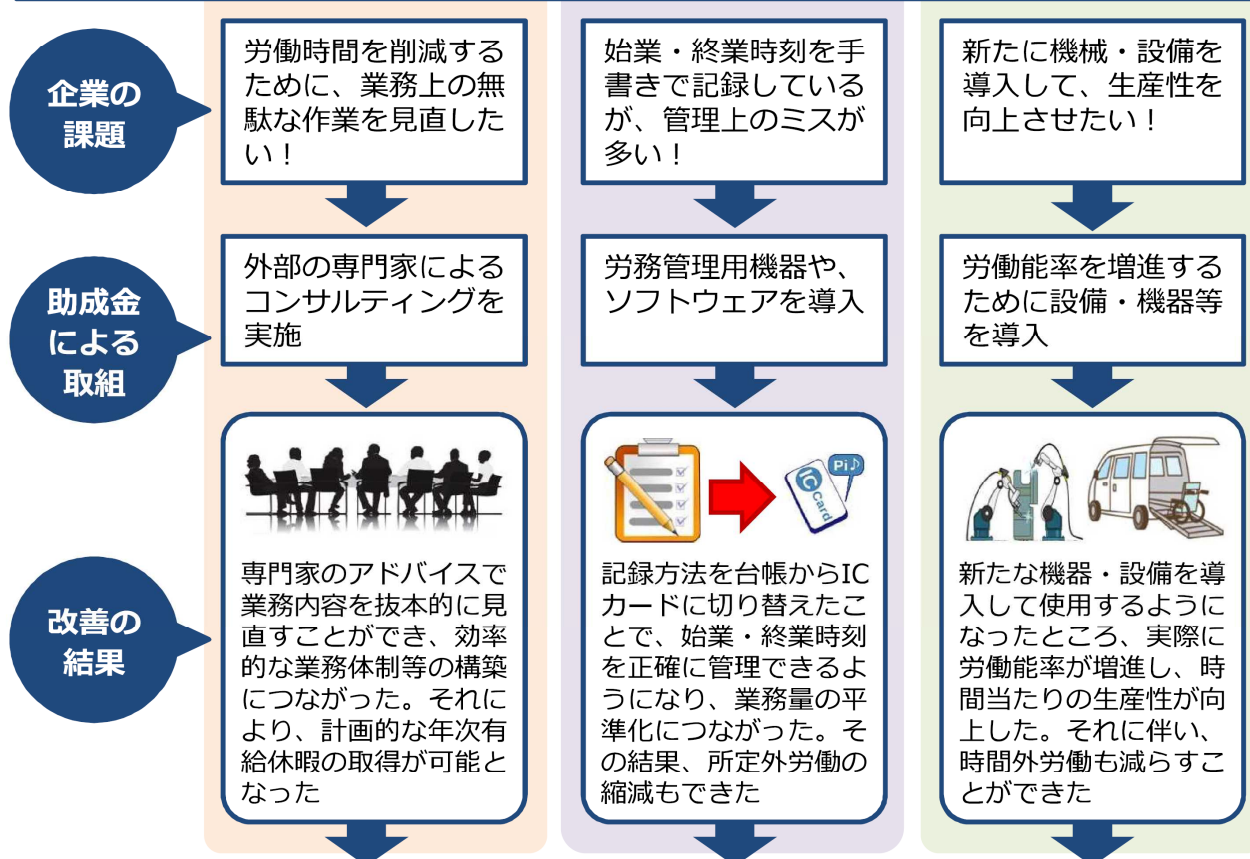 企業の
課題
労働時間を削減する
ために、業務上の無
駄な作業を見直した
い！
始業・終業時刻を手
書きで記録している
が、管理上のミスが
多い！
新たに機械・設備を
導入して、生産性を
向上させたい！
助成金
による
取組
外部の専門家による
コンサルティングを
実施
労務管理用機器や、
ソフトウェアを導入
労働能率を増進する
ために設備・機器等
を導入
改善の
結果
専門家のアドバイスで
業務内容を抜本的に見
直すことができ、効率
的な業務体制等の構築
につながった。それに
より、計画的な年次有
給休暇の取得が可能と
なった
IC
Card
Pi♪
記録方法を台帳からIC
カードに切り替えたこ
とで、始業・終業時刻
を正確に管理できるよ
うになり、業務量の平
準化につながった。そ
の結果、所定外労働の
縮減もできた
新たな機器・設備を導
入して使用するように
なったところ、実際に
労働能率が増進し、時
間当たりの生産性が向
上した。それに伴い、
時間外労働も減らすこ
とができた